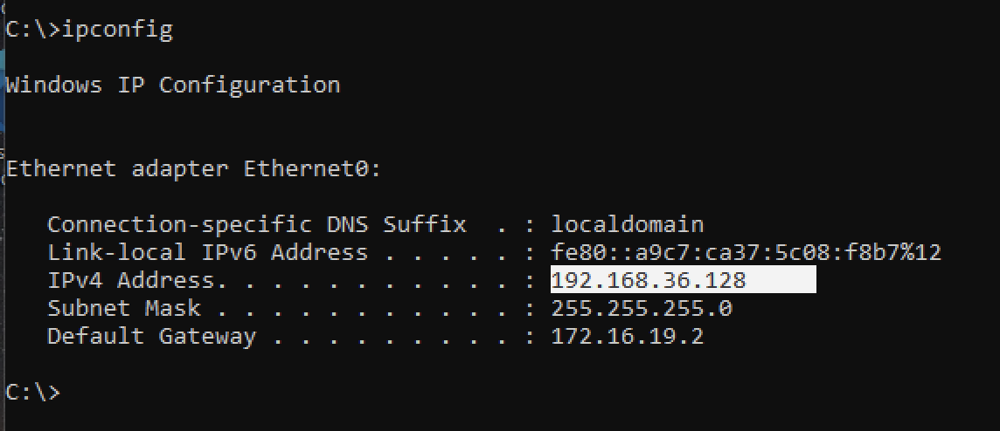 C:\>ipconfig
Windows IP Configuration
Ethernet adapter Ethernet0:
Connection-specific DNS Suffix  . : localdomain
Link-local IPv6 Address . . . . . : fe80::a9c7:ca37:5c08:f8b7%12
IPv4 Address. . . . . . . . . . . : 192.168.36.128
Subnet Mask . . . . . . . . . . . : 255.255.255.0
Default Gateway . . . . . . . . . : 172.16.19.2
C:\>